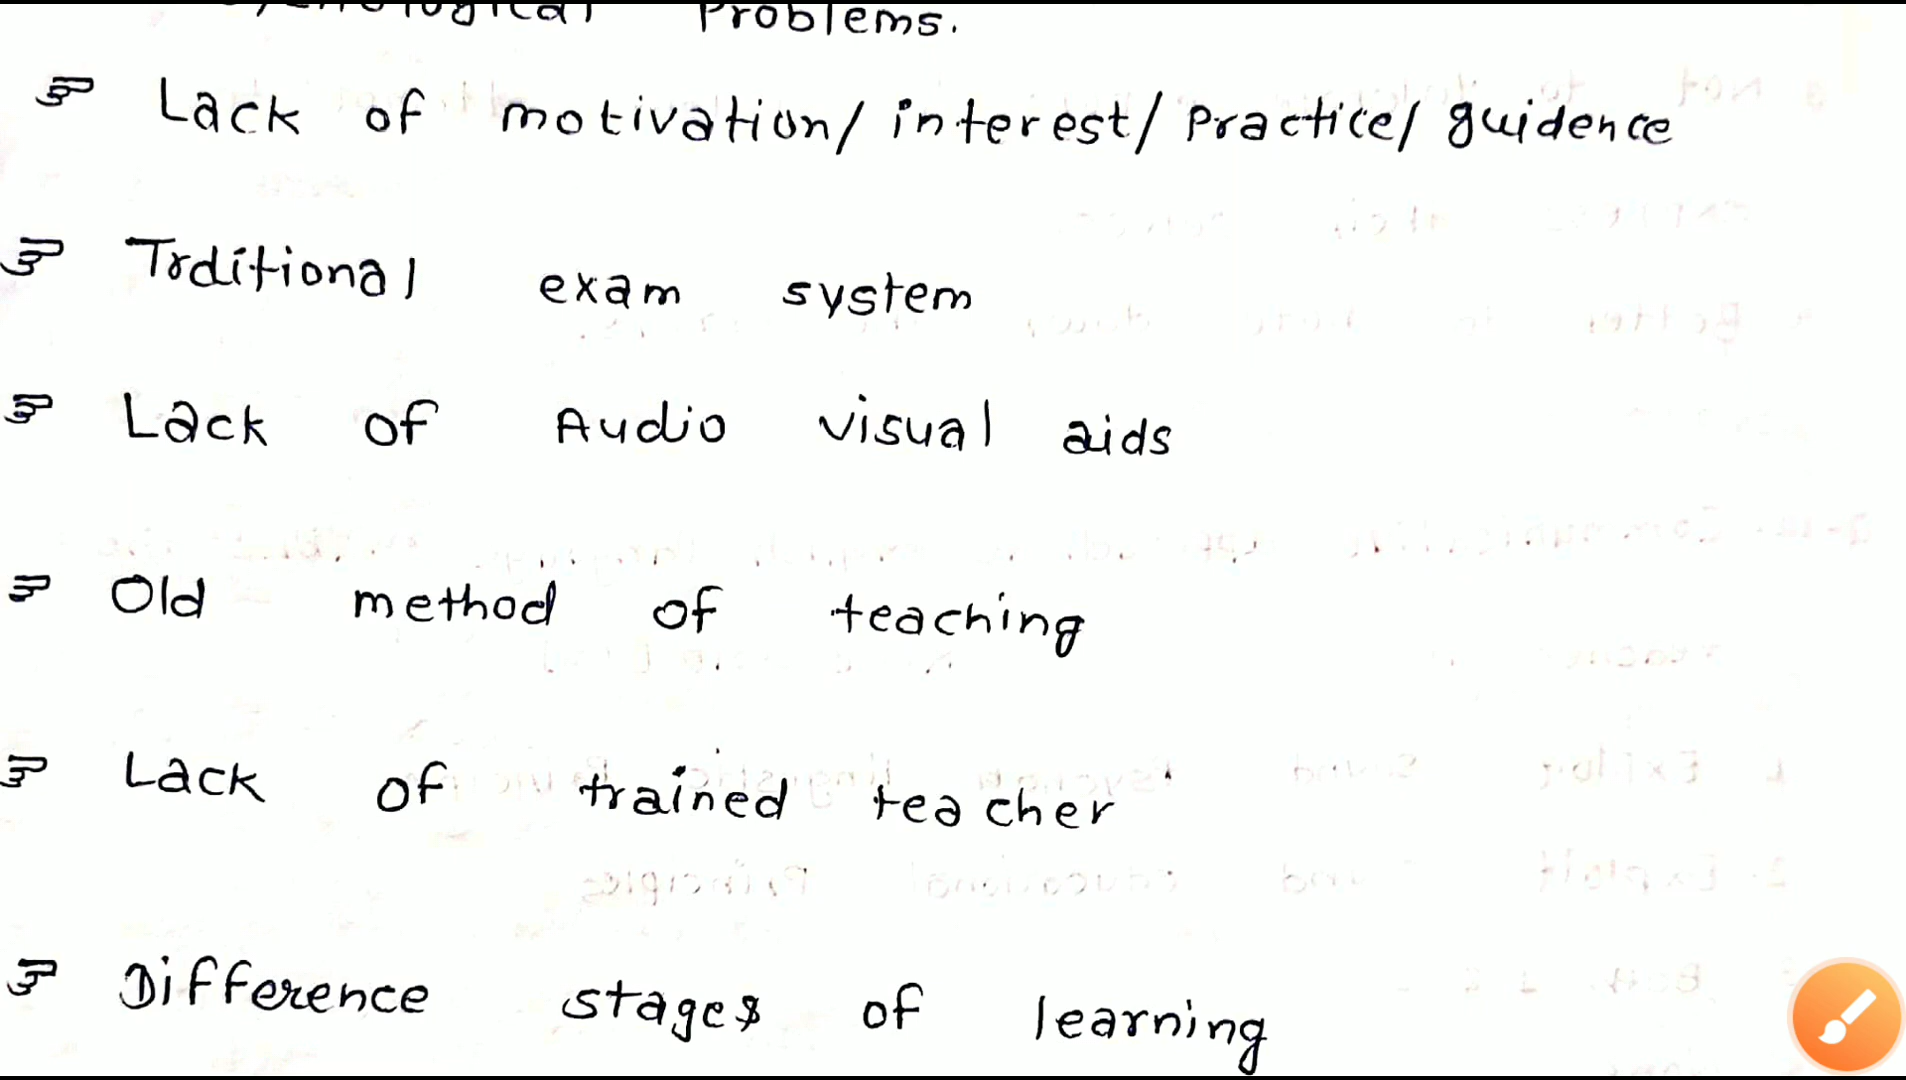 Psychological Problems.
Lack of motivation/ interest/ Practice/ guidence
Trditional exam system
Lack of Audio visual aids
Old method of teaching
Lack of trained teacher
Difference stages of learning